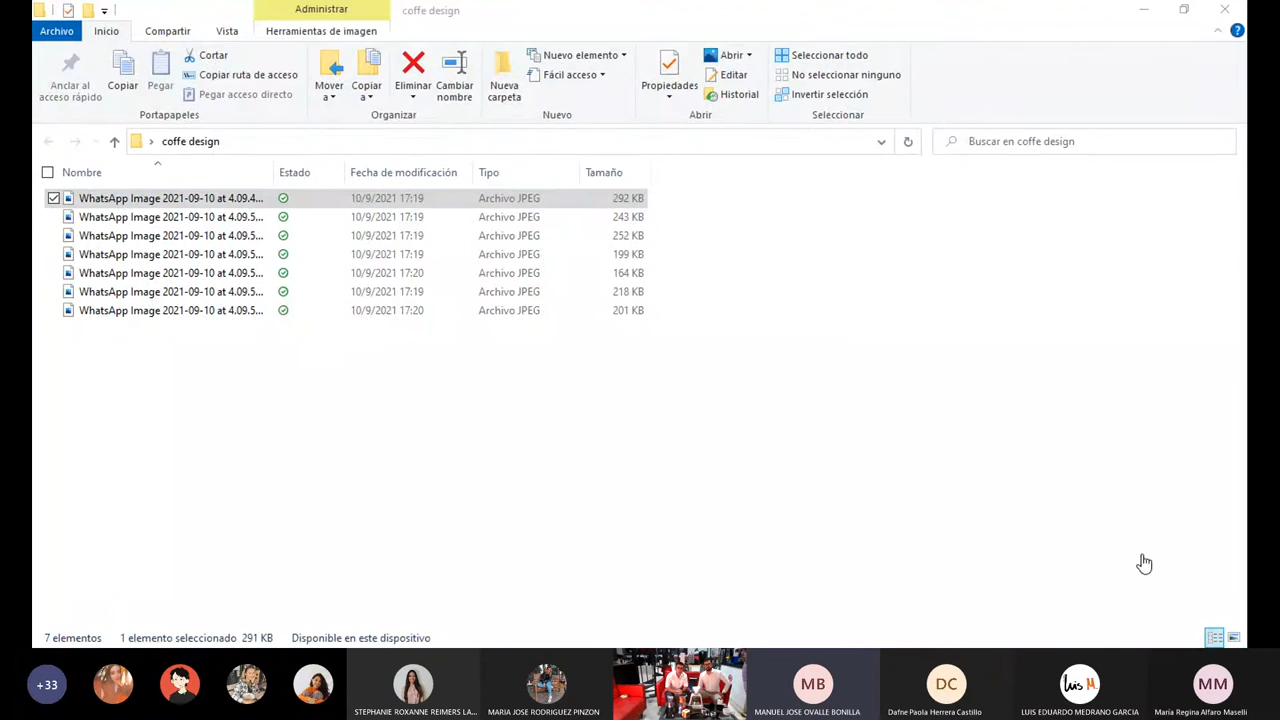 Administrar
coffe design
Archivo
Inicio
Compartir
Vista
Herramientas de imagen
Anclar al acceso rápido
Copiar
Pegar
Cortar
Copiar ruta de acceso
Pegar acceso directo
Portapapeles
Mover a
Copiar a
Eliminar
Cambiar nombre
Organizar
Nueva carpeta
Nuevo elemento
Fácil acceso
Nuevo
Propiedades
Abrir
Editar
Historial
Abrir
Seleccionar todo
No seleccionar ninguno
Invertir selección
Seleccionar
coffe design
Buscar en coffe design
Nombre Estado Fecha de modificación Tipo Tamaño
WhatsApp Image 2021-09-10 at 4.09.4... 10/9/2021 17:19 Archivo JPEG 292 KB
WhatsApp Image 2021-09-10 at 4.09.5... 10/9/2021 17:19 Archivo JPEG 243 KB
WhatsApp Image 2021-09-10 at 4.09.5... 10/9/2021 17:19 Archivo JPEG 252 KB
WhatsApp Image 2021-09-10 at 4.09.5... 10/9/2021 17:19 Archivo JPEG 199 KB
WhatsApp Image 2021-09-10 at 4.09.5... 10/9/2021 17:20 Archivo JPEG 164 KB
WhatsApp Image 2021-09-10 at 4.09.5... 10/9/2021 17:19 Archivo JPEG 218 KB
WhatsApp Image 2021-09-10 at 4.09.5... 10/9/2021 17:20 Archivo JPEG 201 KB
7 elementos 1 elemento seleccionado 291 KB Disponible en este dispositivo
+33
MB
DC
Luis M.
MM
STEPHANIE ROXANNE REIMERS LA...
MARIA JOSE RODRIGUEZ PINZON
MANUEL JOSE OVALLE BONILLA
Dafne Paola Herrera Castillo
LUIS EDUARDO MEDRANO GARCIA
María Regina Alfaro Maselli